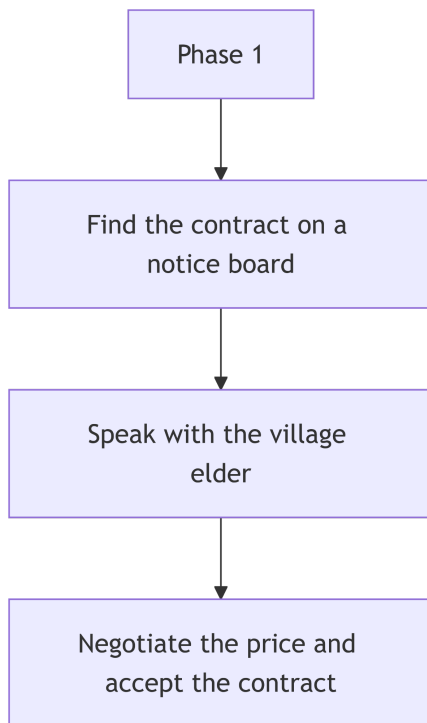 Phase 1
Find the contract on a
notice board
Speak with the village
elder
Negotiate the price and
accept the contract